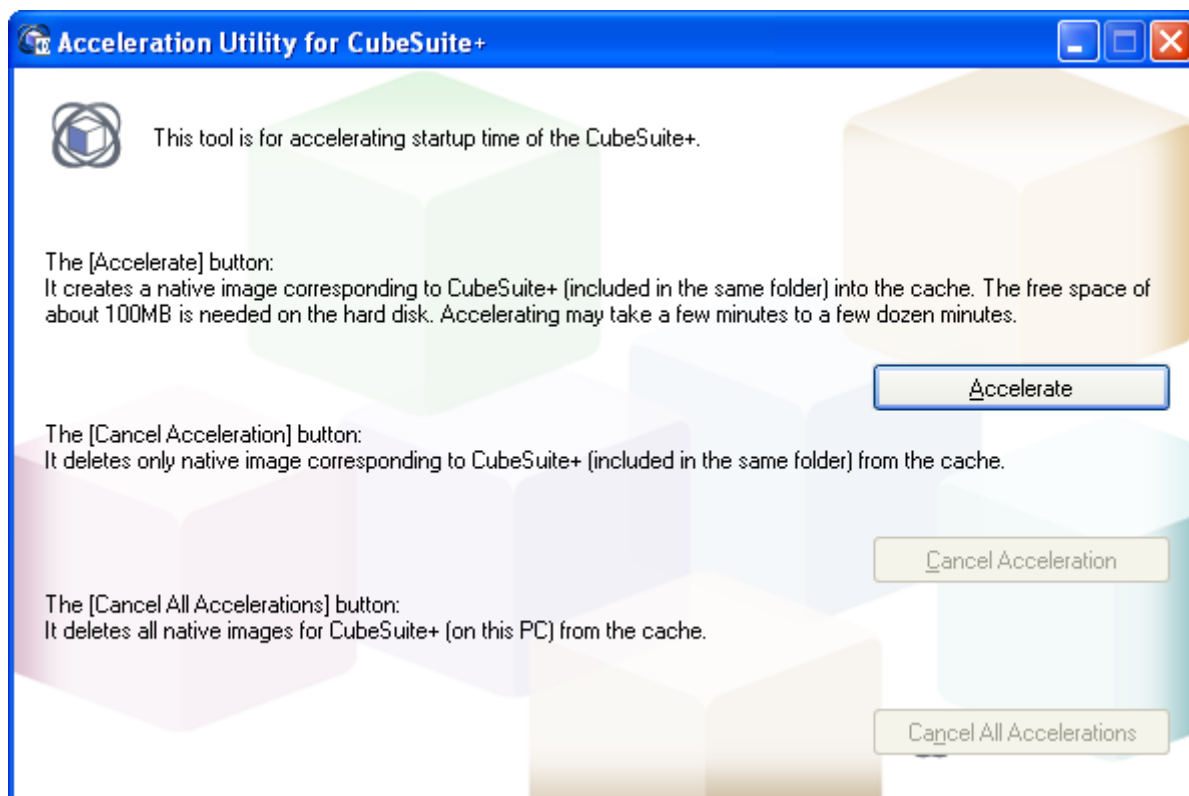 Acceleration Utility for CubeSuite+
This tool is for accelerating startup time of the CubeSuite+.
The [Accelerate] button:
It creates a native image corresponding to CubeSuite+ (included in the same folder) into the cache. The free space of
about 100MB is needed on the hard disk. Accelerating may take a few minutes to a few dozen minutes.
Accelerate
The [Cancel Acceleration] button:
It deletes only native image corresponding to CubeSuite+ (included in the same folder) from the cache.
Cancel Acceleration
The [Cancel All Accelerations] button:
It deletes all native images for CubeSuite+ (on this PC) from the cache.
Cancel All Accelerations